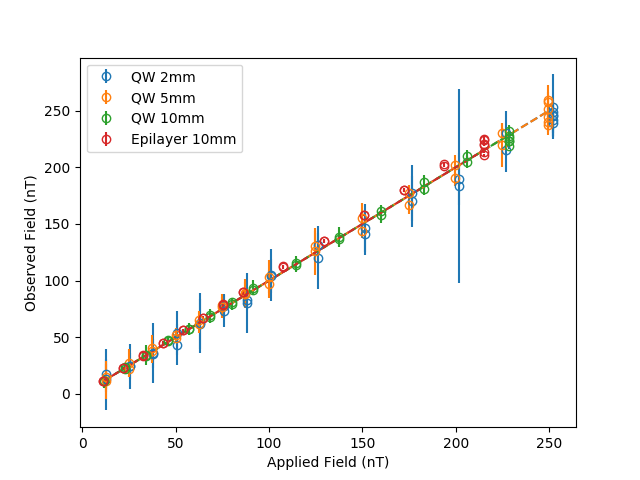 QW 2mm
QW 5mm
QW 10mm
Epilayer 10mm
Observed Field (nT)
250
200
150
100
50
0
0 50 100 150 200 250
Applied Field (nT)